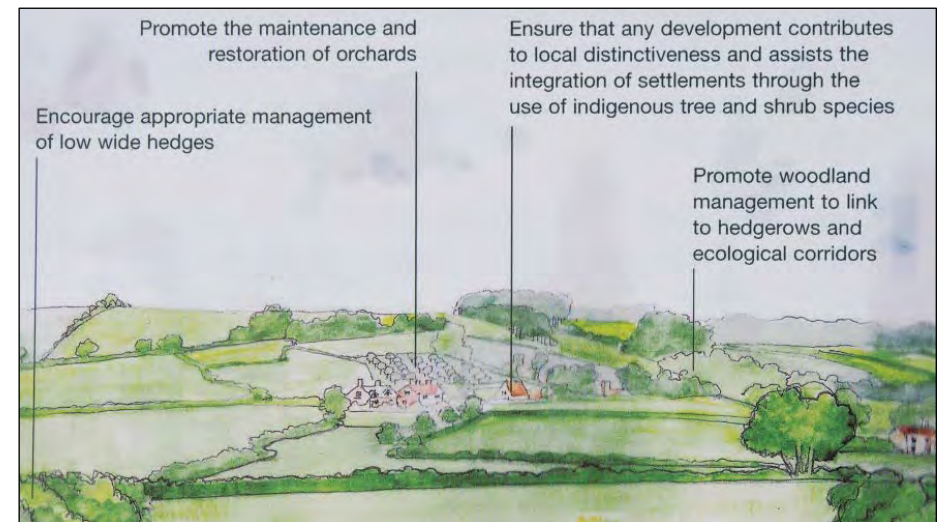 Promote the maintenance and
restoration of orchards
Ensure that any development contributes
to local distinctiveness and assists the
integration of settlements through the
use of indigenous tree and shrub species
Encourage appropriate management
of low wide hedges
Promote woodland
management to link
to hedgerows and
ecological corridors